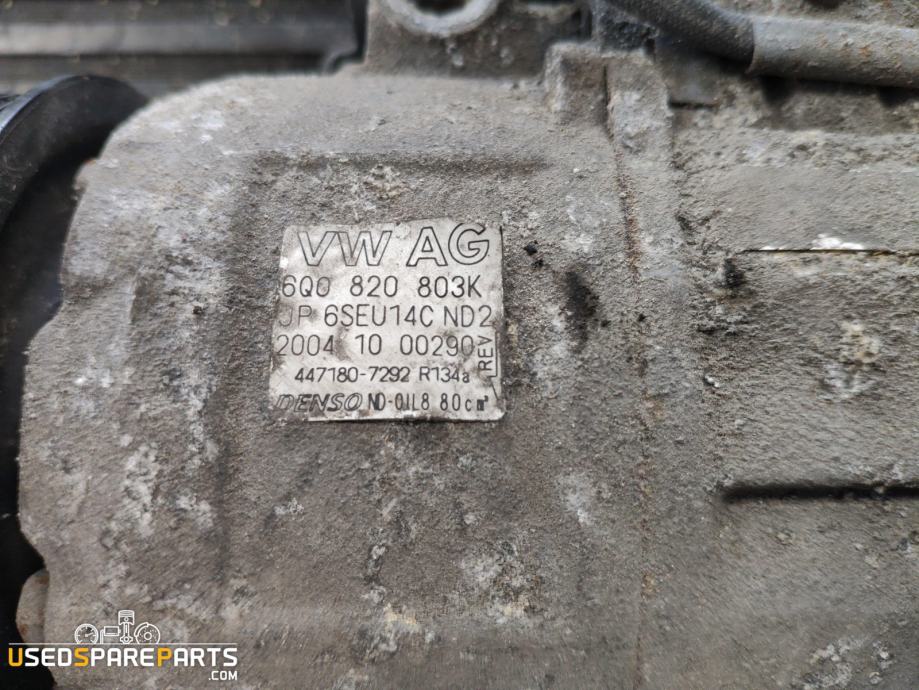 VW AG
6Q0 820 803K
JP 6SEU14C ND2
2004 10 00290
REV
447180-7292 R134a
DENSO ND-OIL8 80cm³
USEDSPAREPARTS
.COM